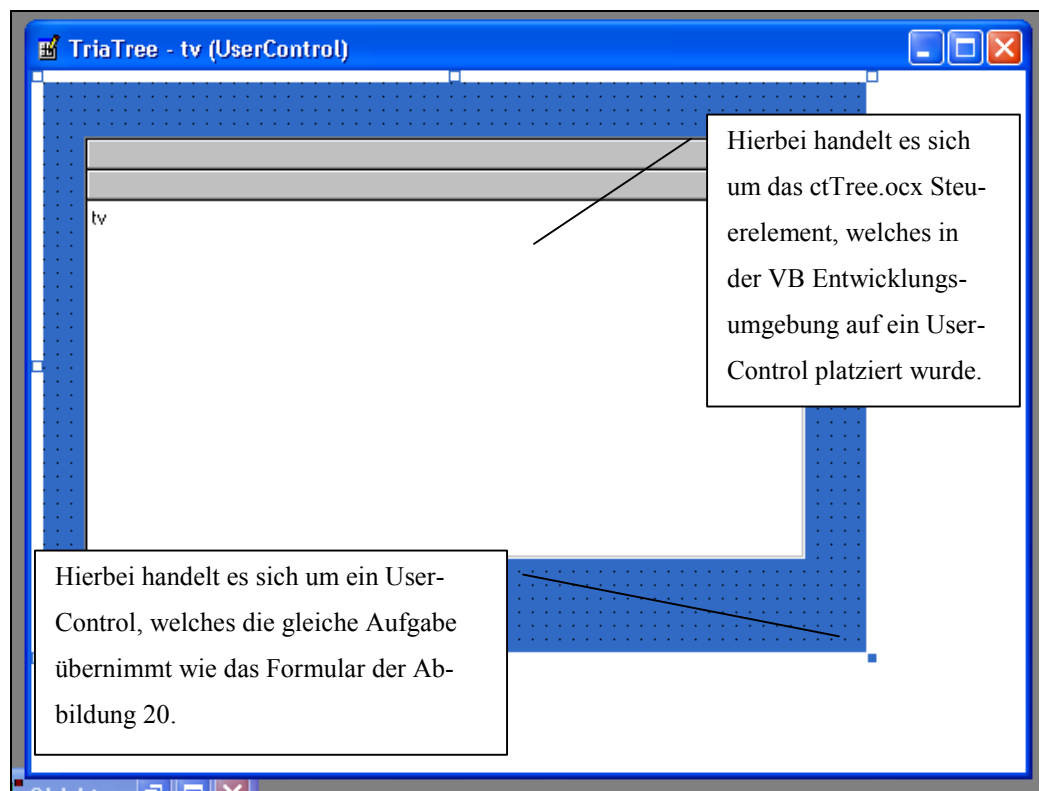 TriaTree - tv (UserControl)
Hierbei handelt es sich
um das ctTree.ocx Steu-
erelement, welches in
der VB Entwicklungs-
umgebung auf ein User-
Control platziert wurde.
tv
Hierbei handelt es sich um ein User-
Control, welches die gleiche Aufgabe
übernimmt wie das Formular der Ab-
bildung 20.